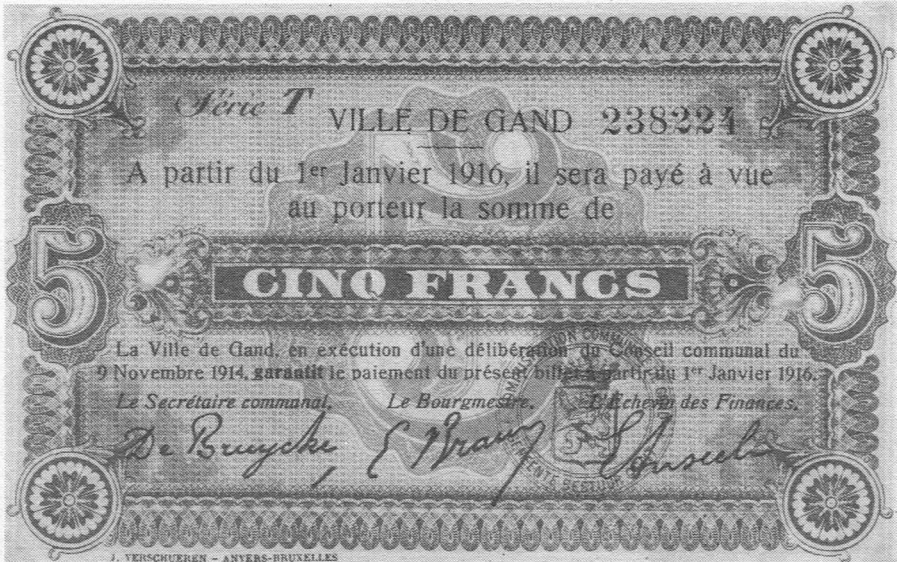 Série T VILLE DE GAND 238224
A partir du 1er Janvier 1916, il sera payé à vue
au porteur la somme de
5 CINQ FRANCS 5
La Ville de Gand, en exécution d'une délibération du Conseil communal du
9 Novembre 1914, garantit le paiement du présent billet à partir du 1er Janvier 1916.
Le Secrétaire communal, Le Bourgmestre, L'Echevin des Finances,
De Bruycker E Braun
J. VERSCHUEREN - ANVERS-BRUXELLES